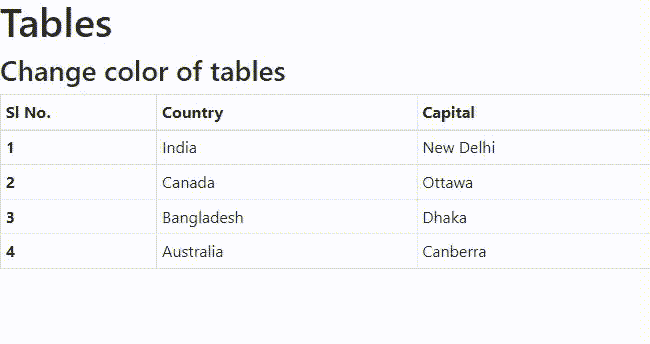 Tables
Change color of tables
Sl No. Country Capital
1 India New Delhi
2 Canada Ottawa
3 Bangladesh Dhaka
4 Australia Canberra